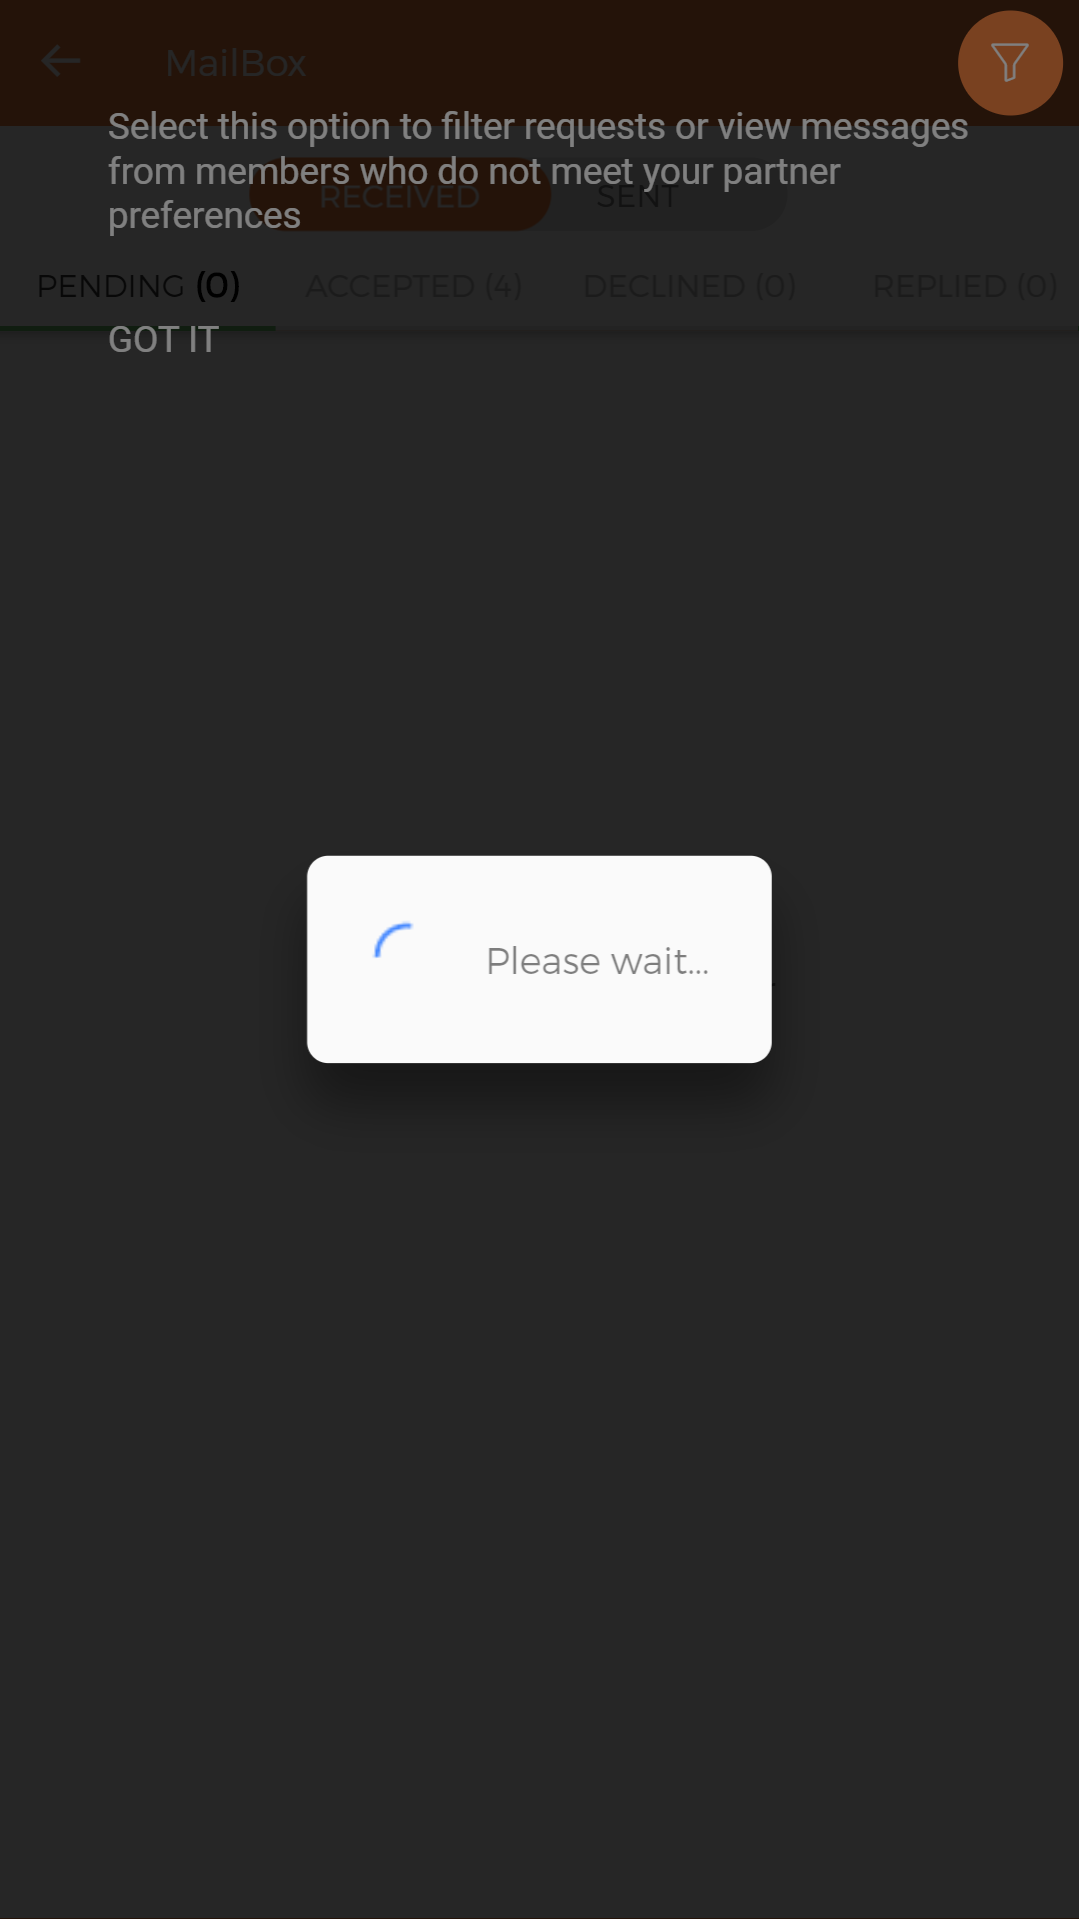 MailBox
Select this option to filter requests or view messages
from members who do not meet your partner
preferences
RECEIVED
SENT
PENDING (0)
ACCEPTED (4)
DECLINED (0)
REPLIED (0)
GOT IT
Please wait...